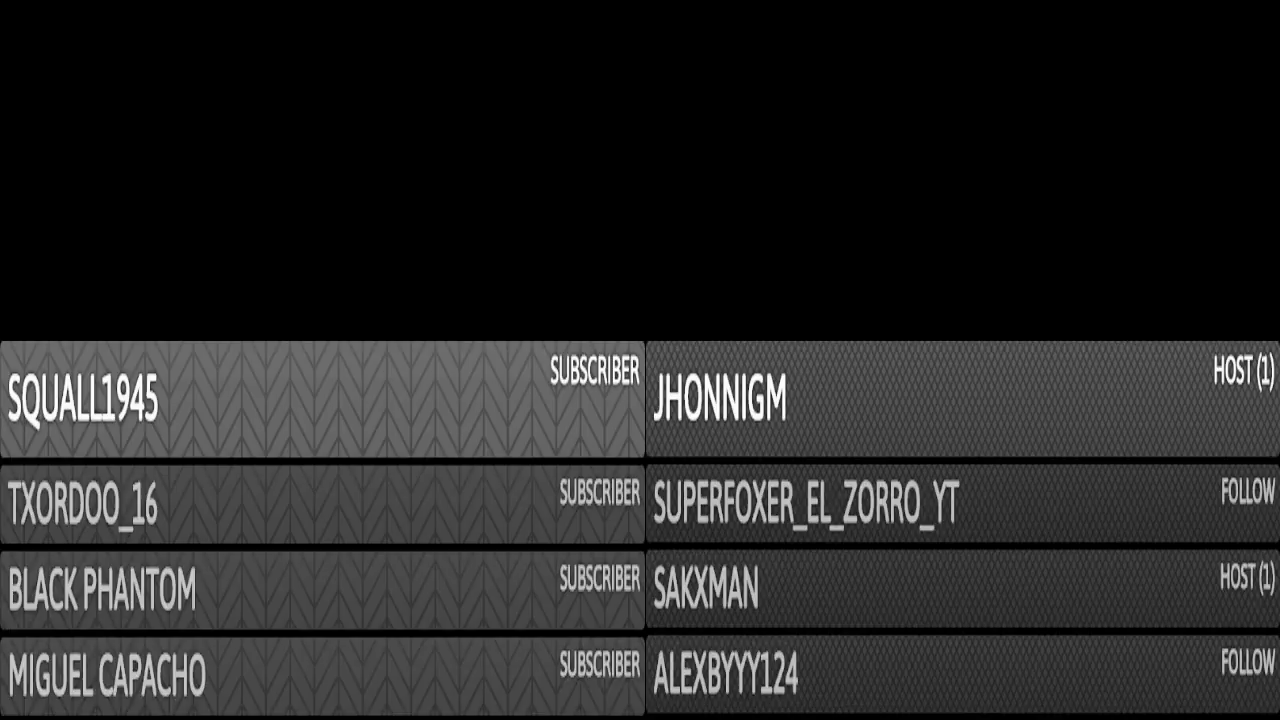 SQUALL1945 SUBSCRIBER
TXORDOO_16 SUBSCRIBER
BLACK PHANTOM SUBSCRIBER
MIGUEL CAPACHO SUBSCRIBER
JHONNIGM HOST (1)
SUPERFOXER_EL_ZORRO_YT FOLLOW
SAKXMAN HOST (1)
ALEXBYYY124 FOLLOW